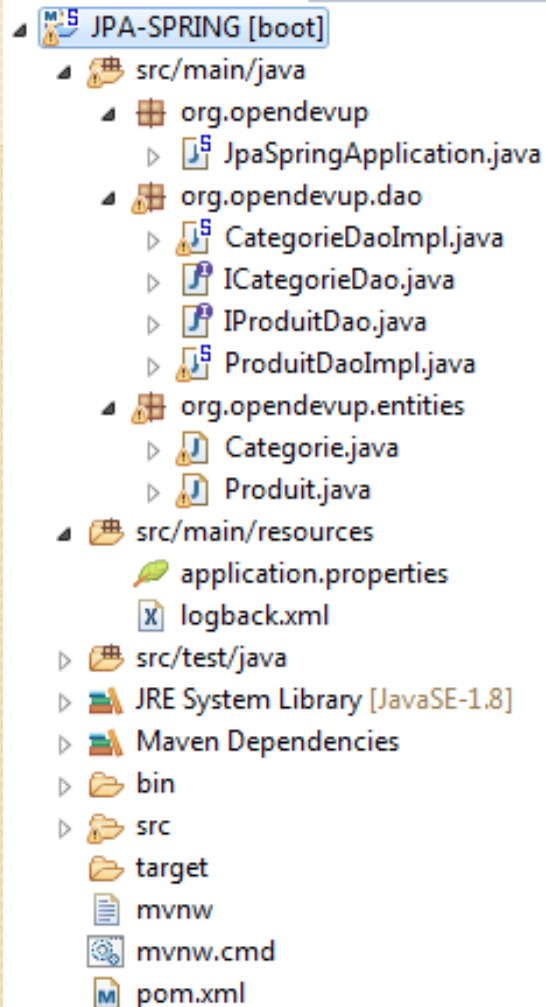 JPA-SPRING [boot]
src/main/java
org.opendevup
JpaSpringApplication.java
org.opendevup.dao
CategorieDaoImpl.java
ICategorieDao.java
IProduitDao.java
ProduitDaoImpl.java
org.opendevup.entities
Categorie.java
Produit.java
src/main/resources
application.properties
logback.xml
src/test/java
JRE System Library [JavaSE-1.8]
Maven Dependencies
bin
src
target
mvnw
mvnw.cmd
pom.xml